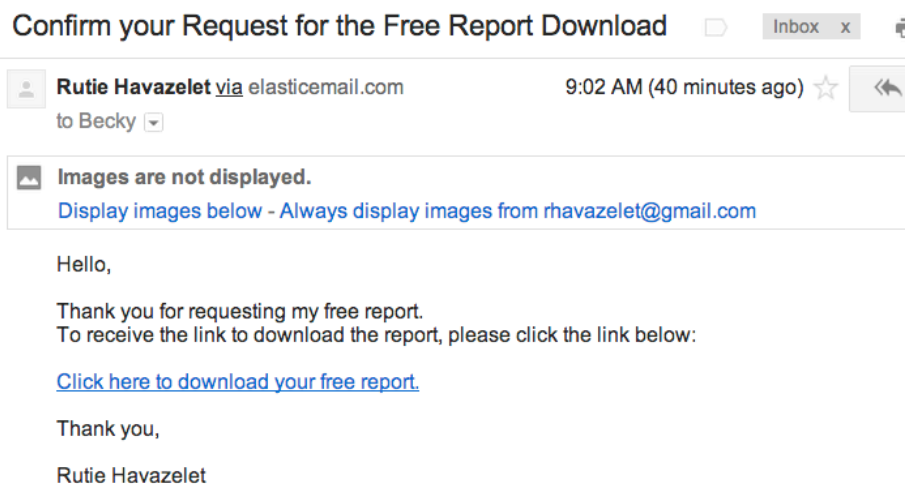 Confirm your Request for the Free Report Download
Inbox x
Rutie Havazelet via elasticemail.com
9:02 AM (40 minutes ago)
to Becky
Images are not displayed.
Display images below - Always display images from rhavazelet@gmail.com
Hello,
Thank you for requesting my free report.
To receive the link to download the report, please click the link below:
Click here to download your free report.
Thank you,
Rutie Havazelet